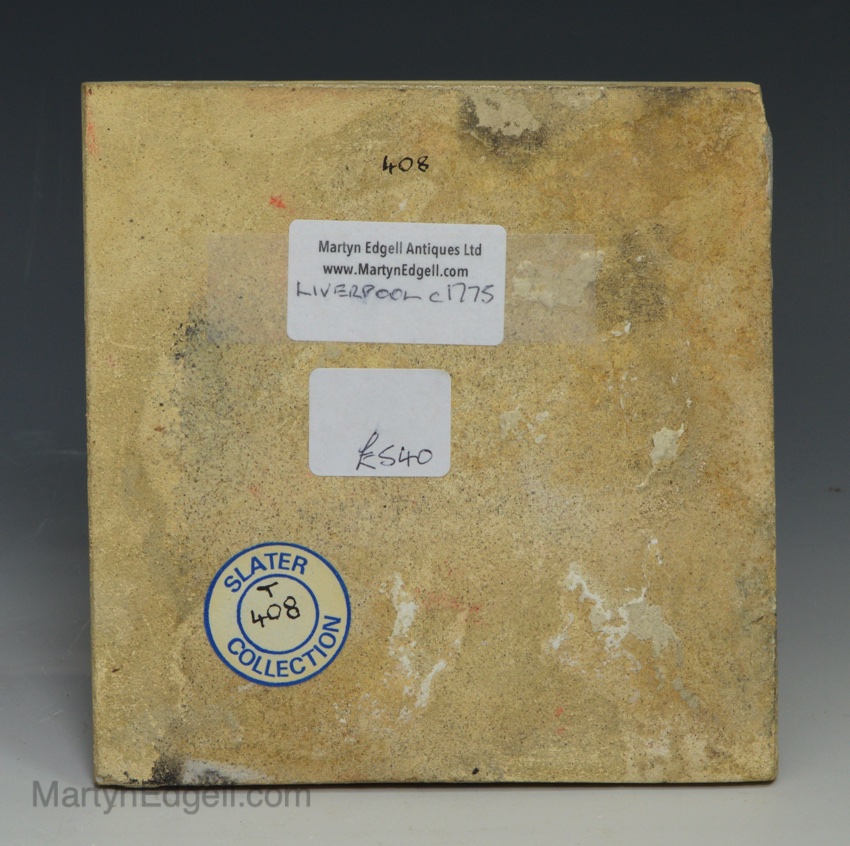 408
Martyn Edgell Antiques Ltd
www.MartynEdgell.com
LIVERPOOL c1775
£540
SLATER
T
408
COLLECTION
MartynEdgell.com